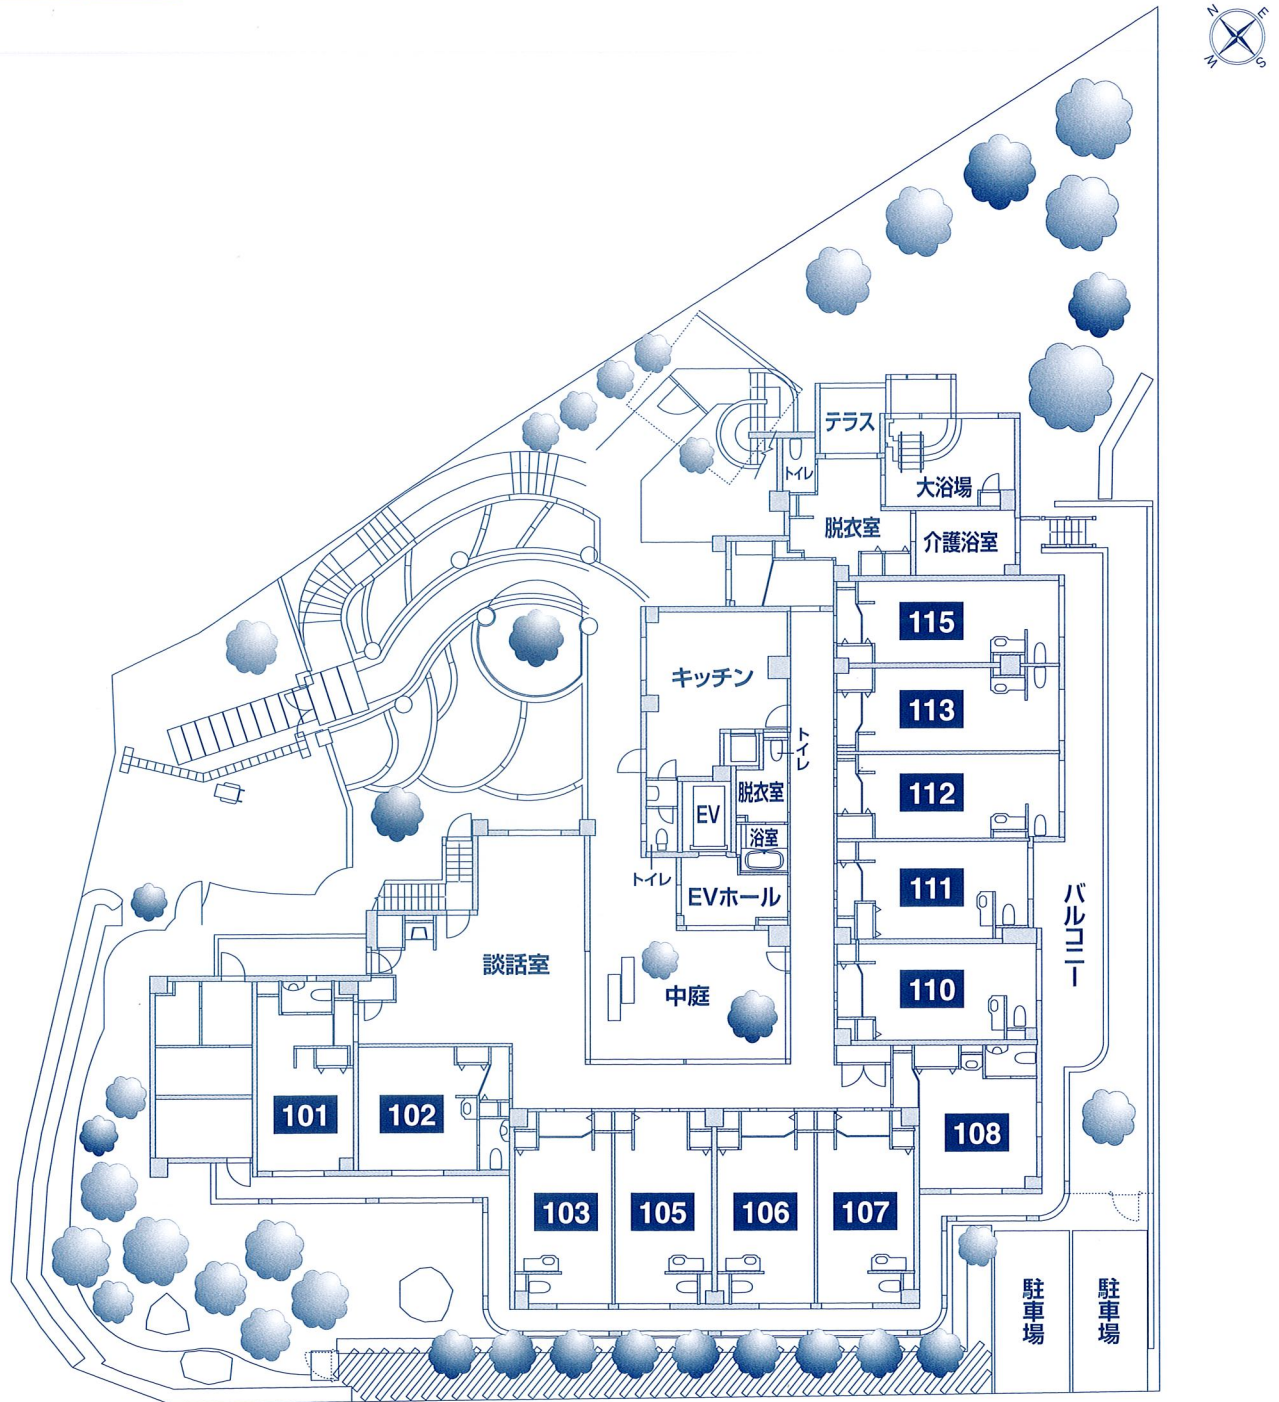 N
E
W
S
テラス
トイレ
大浴場
脱衣室
介護浴室
115
キッチン
113
トイレ
脱衣室
112
EV
浴室
トイレ
EVホール
111
バルコニー
談話室
中庭
110
101
102
108
103
105
106
107
駐車場
駐車場